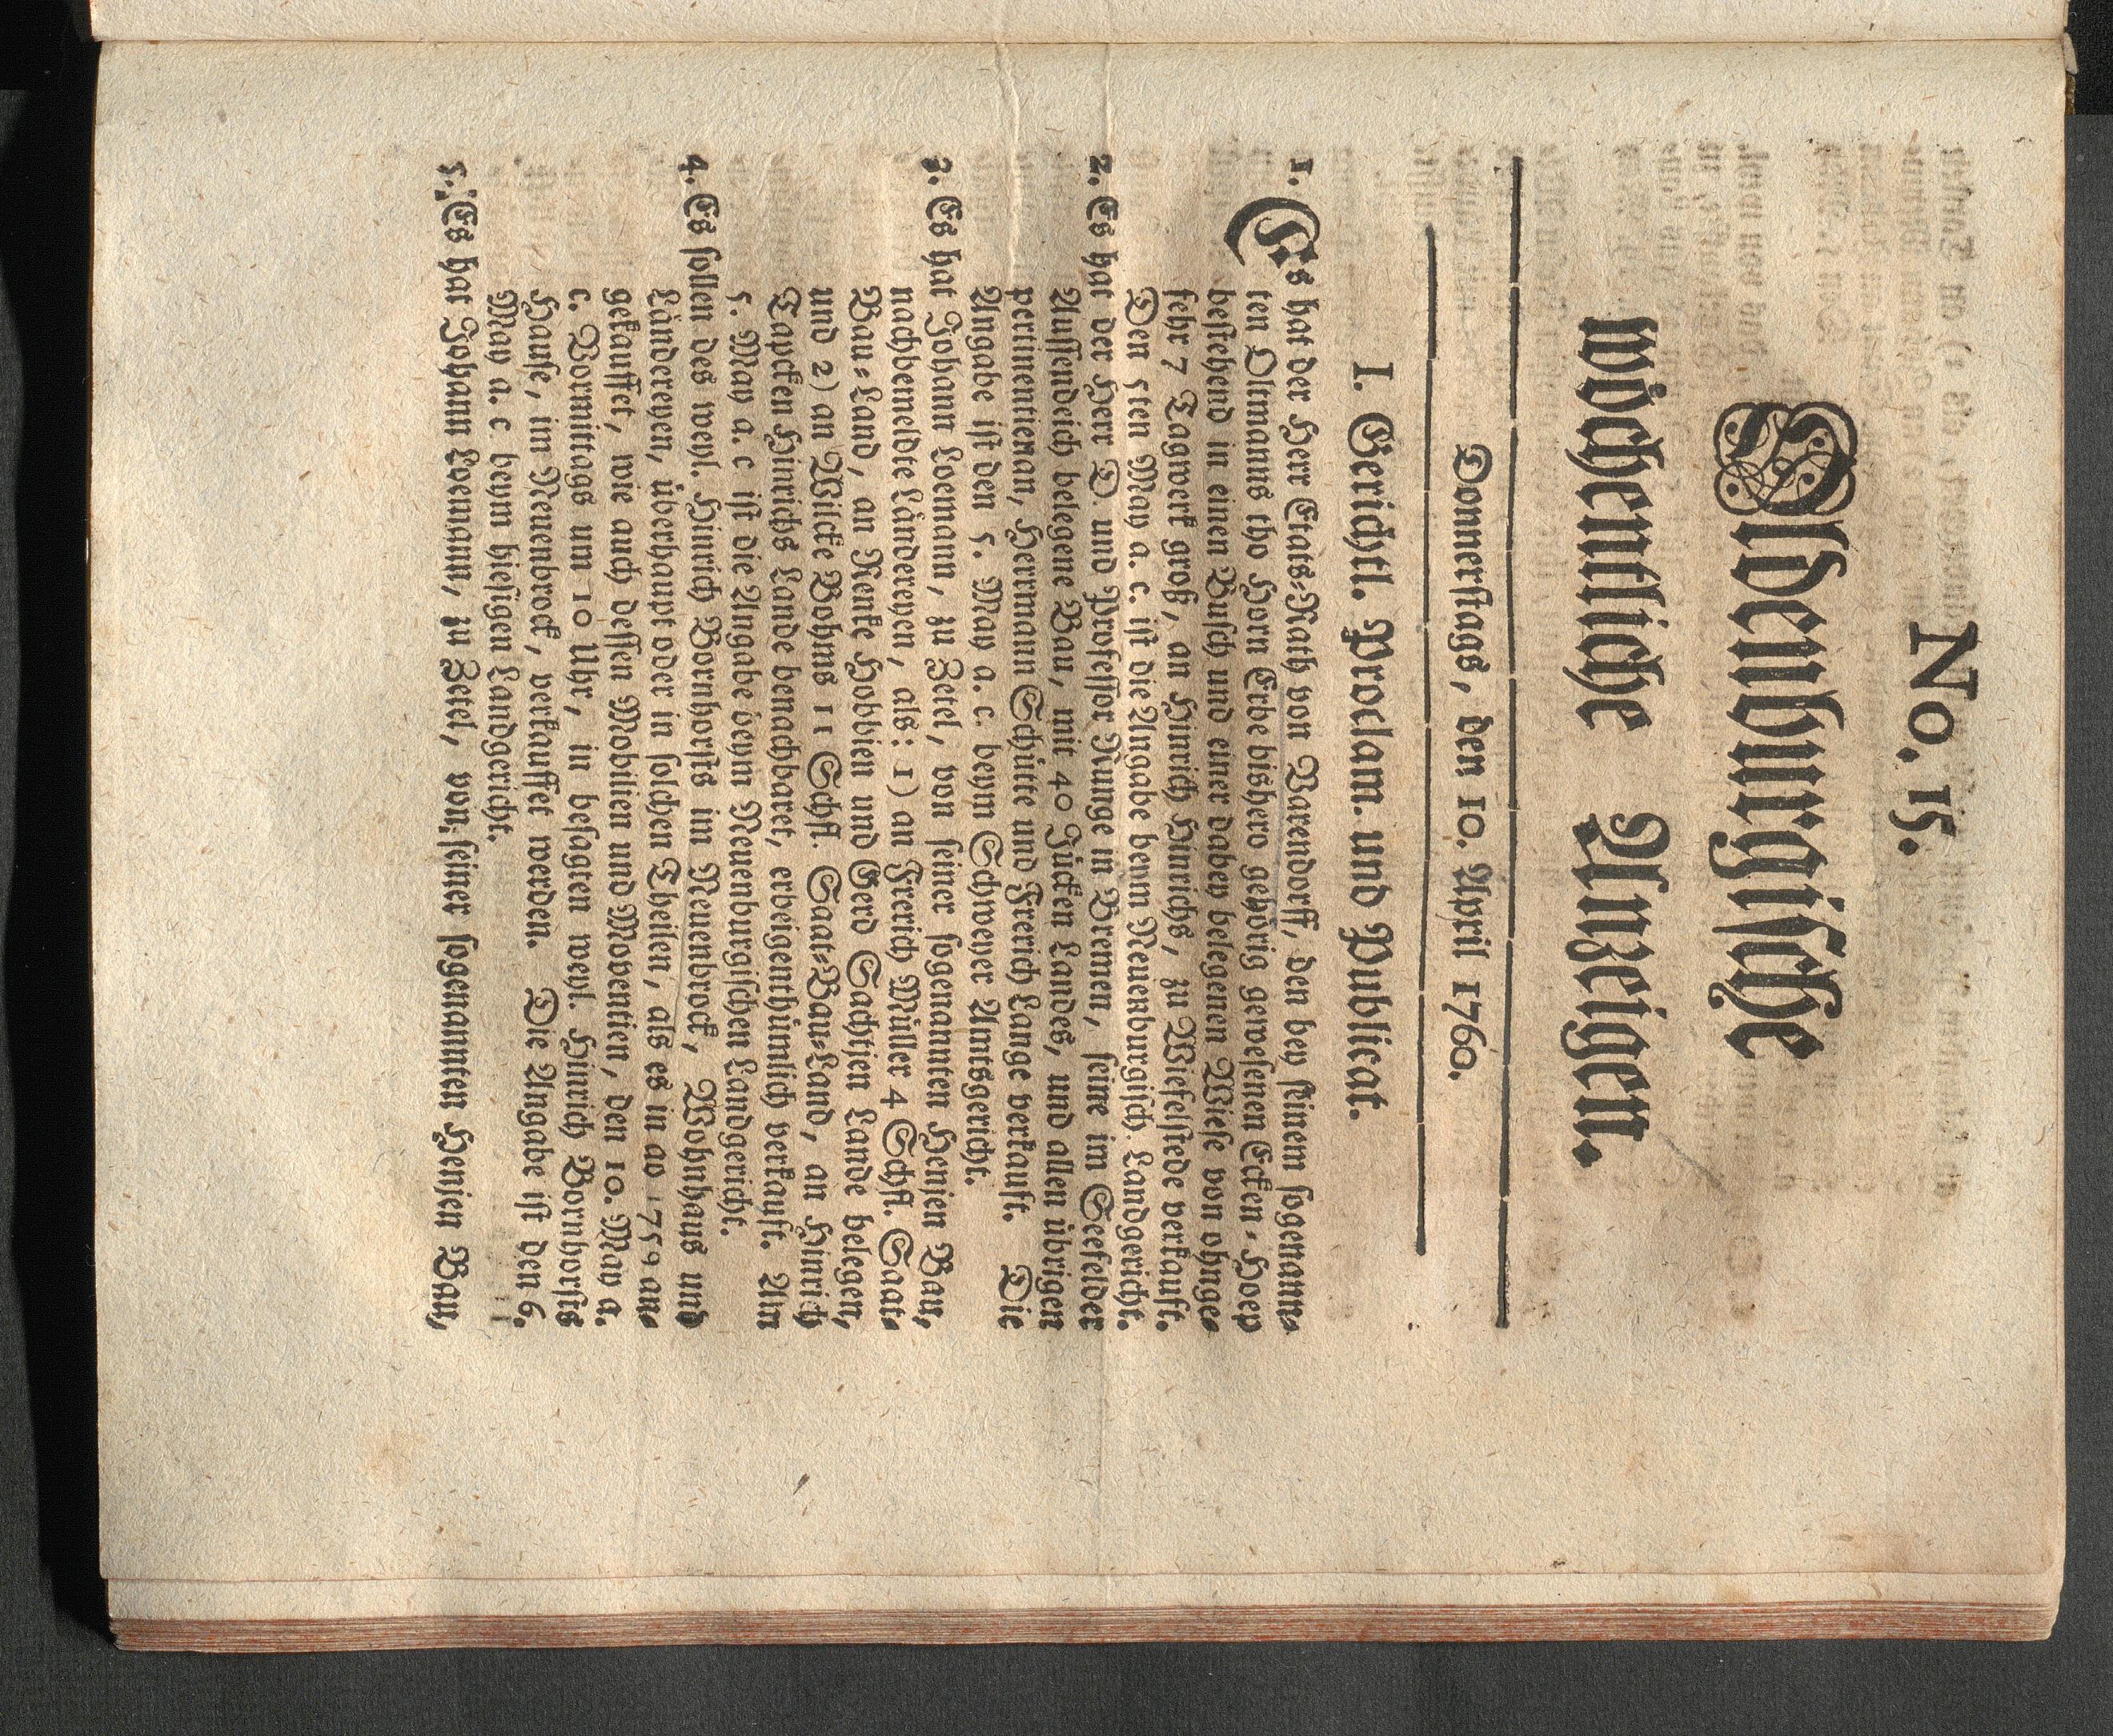 No. 15.
Oldenburgische
wöchentliche Anzeigen.
Donnerstags, den 10. April 1760.
I. Gerichtl. Proclam. und Publicat.
1. Es hat der Herr Etats-Rath von Varendorff, den bey seinem sogenann-
ten Oltmanns tho Horn Erbe bishero gehörig gewesenen Ecken-Hoep
bestehend in einen Busch und einer dabey belegenen Wiese von ohnge-
fehr 7 Tagwerk groß, an Hinrich Hinrichs, zu Wiefelstede verkauft.
Den 5ten May a. c. ist die Angabe beym Neuenburgisch. Landgericht.
2. Es hat der Herr D. und Professor Runge in Bremen, seine im Seefelder
Aussendeich belegene Bau, mit 40 Jücken Landes, und allen übrigen
pertinentien an, Herrmann Schütte und Frerich Lange verkauft. Die
Angabe ist den 5. May a. c. beym Schweyer Amtsgericht.
3. Es hat Johann Loemann, zu Zetel, von seiner sogenannten Henjen Bau,
nachbemeldte Ländereyen, als: 1) an Frerich Müller 4 Schfl. Saat-
Bau-Land, an Renke Hobbien und Gerd Sachtjen Lande belegen,
und 2) an Wilcke Bohms 11 Schfl. Saat-Bau-Land, an Hinrich
Tapcken Hinrichs Lande benachbaret, erbeigenthümlich verkauft. Am
5. May a. c ist die Angabe beym Neuenburgischen Landgericht.
4. Es sollen des weyl. Hinrich Bornhorsts im Neuenbrock, Wohnhaus und
Länderenen, überhaupt oder in solchen Theilen, als es in ao 1759 an-
gekauffet, wie auch dessen Mobilien und Moventien, den 10. May a.
c. Vormittags um 10 Uhr, in besagten weyl. Hinrich Bornhorsts
Hause, im Neuenbrock, verkauffet werden. Die Angabe ist den 6.
May a. c beym hiesigen Landgericht.
5. Es hat Johann Loemann, zu Zetel, von seiner sogenannten Henjen Bau,